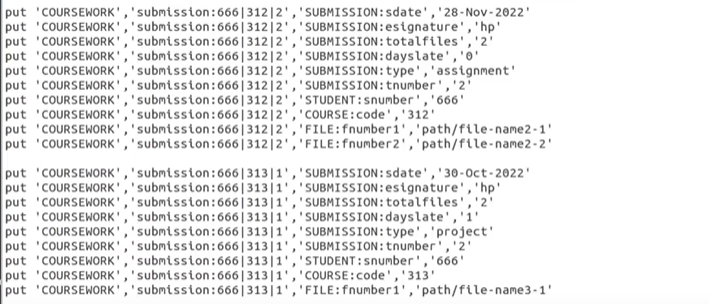 put 'COURSEWORK','submission:666|312|2','SUBMISSION:sdate','28-Nov-2022'
put 'COURSEWORK','submission:666|312|2','SUBMISSION:esignature','hp'
put 'COURSEWORK','submission:666|312|2','SUBMISSION:totalfiles','2'
put 'COURSEWORK','submission:666|312|2','SUBMISSION:dayslate','0'
put 'COURSEWORK','submission:666|312|2','SUBMISSION:type','assignment'
put 'COURSEWORK','submission:666|312|2','SUBMISSION:tnumber','2'
put 'COURSEWORK','submission:666|312|2','STUDENT:snumber','666'
put 'COURSEWORK','submission:666|312|2','COURSE:code','312'
put 'COURSEWORK','submission:666|312|2','FILE:fnumber1','path/file-name2-1'
put 'COURSEWORK','submission:666|312|2','FILE:fnumber2','path/file-name2-2'

put 'COURSEWORK','submission:666|313|1','SUBMISSION:sdate','30-Oct-2022'
put 'COURSEWORK','submission:666|313|1','SUBMISSION:esignature','hp'
put 'COURSEWORK','submission:666|313|1','SUBMISSION:totalfiles','2'
put 'COURSEWORK','submission:666|313|1','SUBMISSION:dayslate','1'
put 'COURSEWORK','submission:666|313|1','SUBMISSION:type','project'
put 'COURSEWORK','submission:666|313|1','SUBMISSION:tnumber','2'
put 'COURSEWORK','submission:666|313|1','STUDENT:snumber','666'
put 'COURSEWORK','submission:666|313|1','COURSE:code','313'
put 'COURSEWORK','submission:666|313|1','FILE:fnumber1','path/file-name3-1'